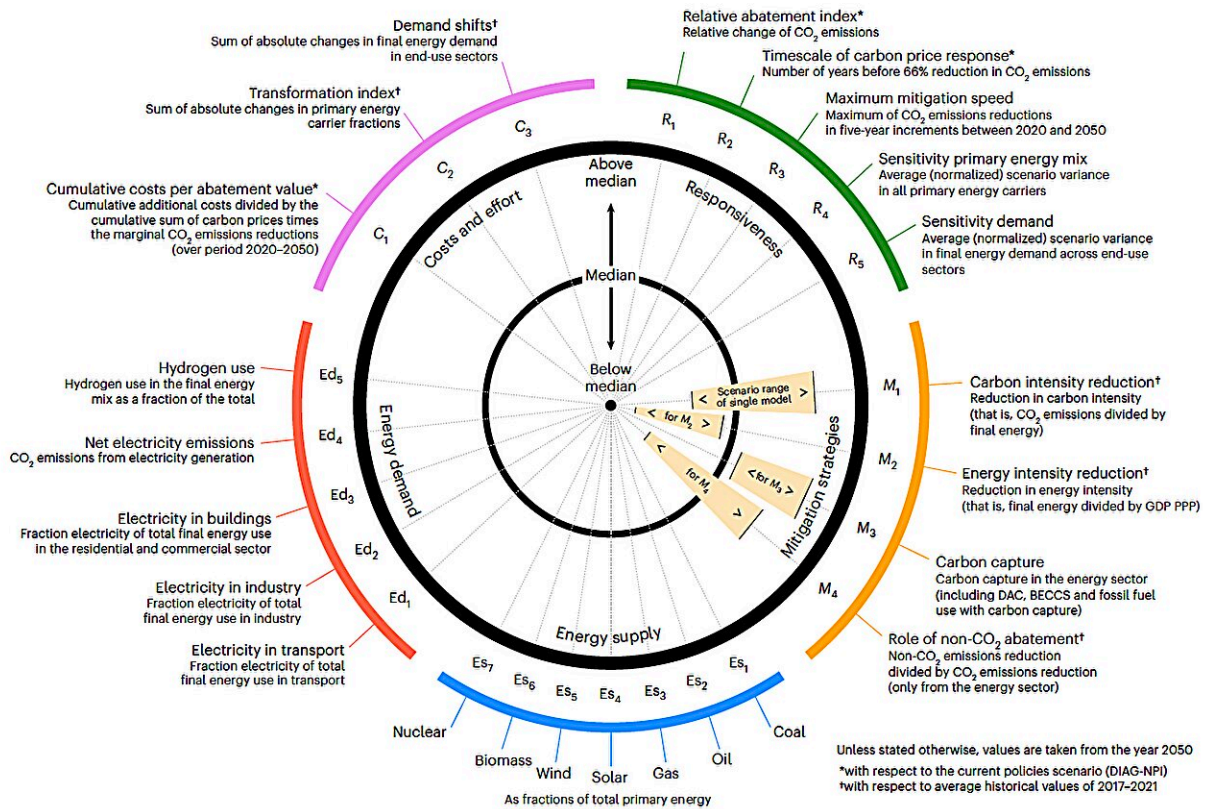 Demand shifts†
Sum of absolute changes in final energy demand
in end-use sectors
Transformation index†
Sum of absolute changes in primary energy
carrier fractions
Cumulative costs per abatement value*
Cumulative additional costs divided by the
cumulative sum of carbon prices times
the marginal CO₂ emissions reductions
(over period 2020–2050)
C₁
C₂
C₃
Costs and effort
Relative abatement index*
Relative change of CO₂ emissions
Timescale of carbon price response*
Number of years before 66% reduction in CO₂ emissions
Maximum mitigation speed
Maximum of CO₂ emissions reductions
in five-year increments between 2020 and 2050
Sensitivity primary energy mix
Average (normalized) scenario variance
in all primary energy carriers
Sensitivity demand
Average (normalized) scenario variance
in final energy demand across end-use
sectors
R₁
R₂
R₃
R₄
R₅
Responsiveness
Above
median
Median
Below
median
< Scenario range >
of single model
< for M₂ >
<for M₃>
< for M₄ >
Mitigation strategies
M₁
M₂
M₃
M₄
Carbon intensity reduction†
Reduction in carbon Intensity
(that is, CO₂ emissions divided by
final energy)
Energy intensity reduction†
Reduction in energy intensity
(that is, final energy divided by GDP PPP)
Carbon capture
Carbon capture in the energy sector
(including DAC, BECCS and fossil fuel
use with carbon capture)
Role of non-CO₂ abatement†
Non-CO₂ emissions reduction
divided by CO₂ emissions reduction
(only from the energy sector)
Hydrogen use
Hydrogen use in the final energy
mix as a fraction of the total
Net electricity emissions
CO₂ emissions from electricity generation
Electricity in buildings
Fraction electricity of total final energy use
in the residential and commercial sector
Electricity in industry
Fraction electricity of total
final energy use in industry
Electricity in transport
Fraction electricity of total
final energy use in transport
Ed₅
Ed₄
Ed₃
Ed₂
Ed₁
Energy demand
Energy supply
Es₇
Es₆
Es₅
Es₄
Es₃
Es₂
Es₁
Nuclear
Biomass
Wind
Solar
Gas
Oil
Coal
As fractions of total primary energy
Unless stated otherwise, values are taken from the year 2050
*with respect to the current policies scenario (DIAG-NPI)
†with respect to average historical values of 2017–2021